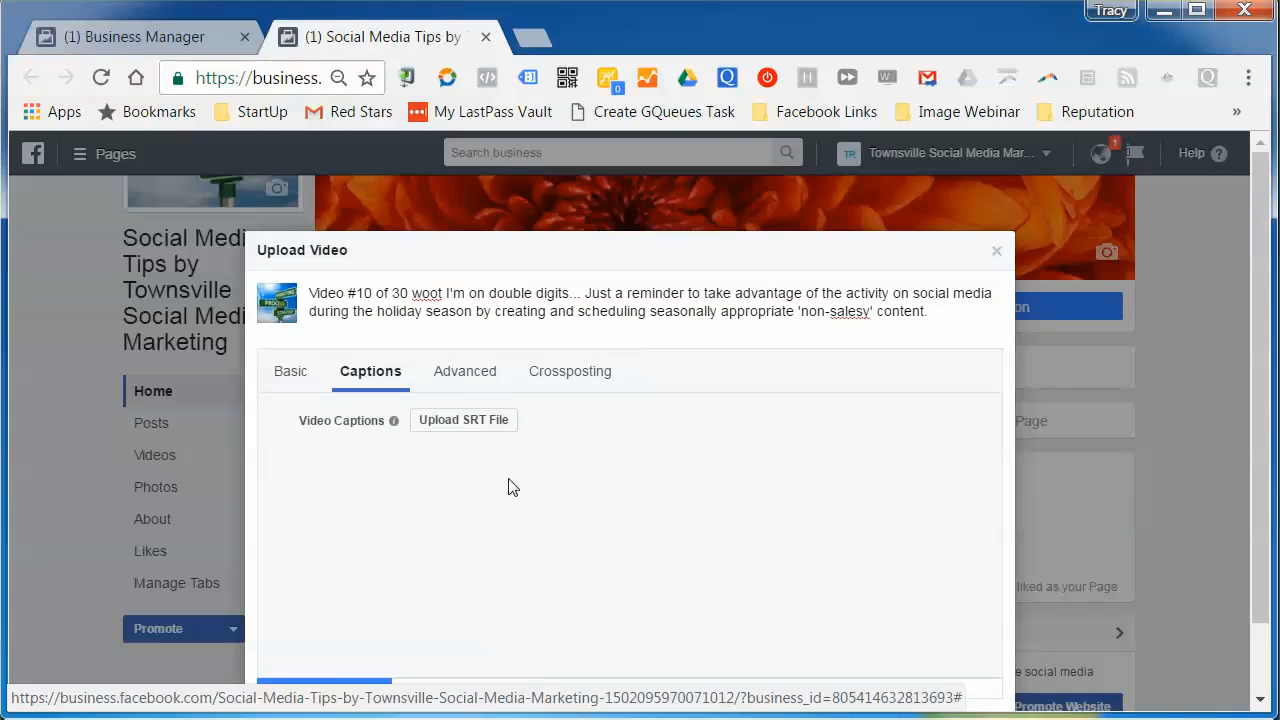 Tracy
(1) Business Manager
(1) Social Media Tips by
https://business.
0
Apps
Bookmarks
StartUp
Red Stars
My LastPass Vault
Create GQueues Task
Facebook Links
Image Webinar
Reputation
»
Pages
Search business
TR
Townsville Social Media Mar...
1
Help
Social Medi
Tips by
Townsville
Social Medi
Marketing
Home
Posts
Videos
Photos
About
Likes
Manage Tabs
Promote
Upload Video
Video #10 of 30 woot I'm on double digits... Just a reminder to take advantage of the activity on social media
during the holiday season by creating and scheduling seasonally appropriate 'non-salesy' content.
Basic
Captions
Advanced
Crossposting
Video Captions
Upload SRT File
on
Page
liked as your Page
e social media
Promote Website
https://business.facebook.com/Social-Media-Tips-by-Townsville-Social-Media-Marketing-1502095970071012/?business_id=805414632813693#